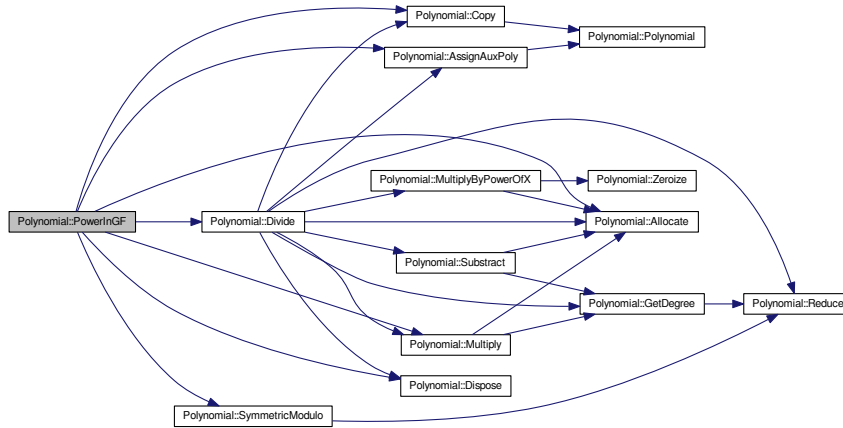 Polynomial::Copy
Polynomial::Polynomial
Polynomial::AssignAuxPoly
Polynomial::MultiplyByPowerOfX
Polynomial::Zeroize
Polynomial::PowerInGF
Polynomial::Divide
Polynomial::Allocate
Polynomial::Substract
Polynomial::GetDegree
Polynomial::Reduce
Polynomial::Multiply
Polynomial::Dispose
Polynomial::SymmetricModulo